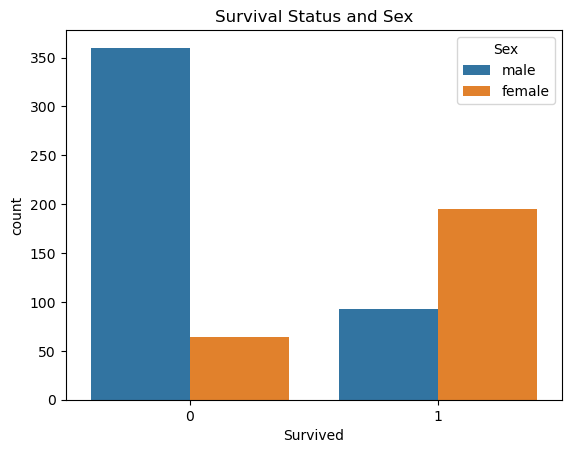 Survival Status and Sex
Sex
male
female
350
300
250
200
150
100
50
0
count
0 1
Survived